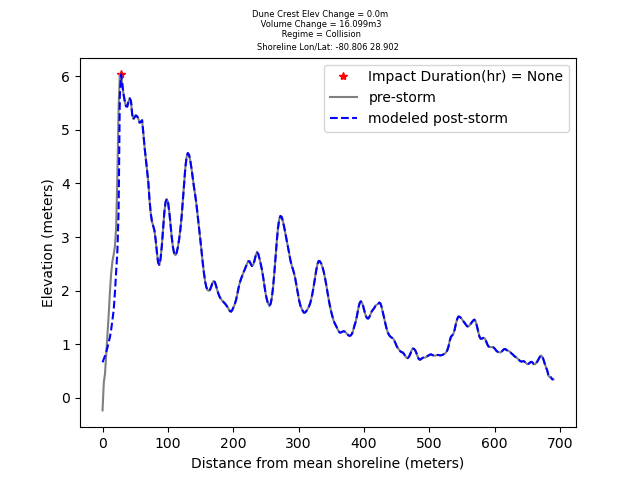 Dune Crest Elev Change = 0.0m
Volume Change = 16.099m3
Regime = Collision
Shoreline Lon/Lat: -80.806 28.902
Impact Duration(hr) = None
pre-storm
modeled post-storm
Elevation (meters)
6
5
4
3
2
1
0
0 100 200 300 400 500 600 700
Distance from mean shoreline (meters)